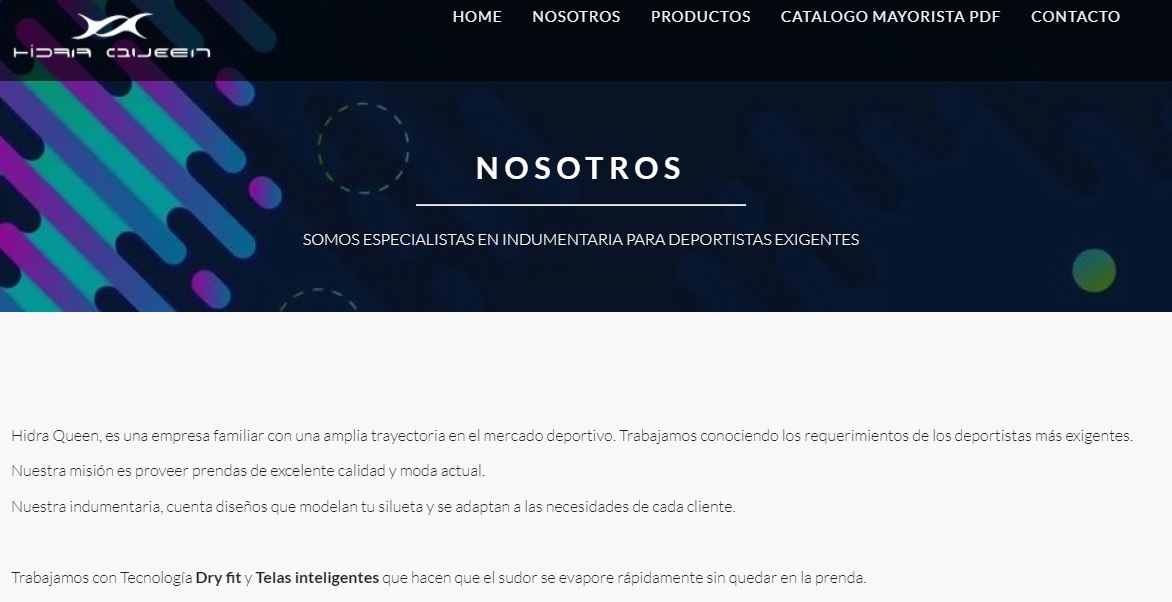 HOME NOSOTROS PRODUCTOS CATALOGO MAYORISTA PDF CONTACTO
HIDRA QUEEN
NOSOTROS
SOMOS ESPECIALISTAS EN INDUMENTARIA PARA DEPORTISTAS EXIGENTES
Hidra Queen, es una empresa familiar con una amplia trayectoria en el mercado deportivo. Trabajamos conociendo los requerimientos de los deportistas más exigentes.
Nuestra misión es proveer prendas de excelente calidad y moda actual.
Nuestra indumentaria, cuenta diseños que modelan tu silueta y se adaptan a las necesidades de cada cliente.
Trabajamos con Tecnología Dry fit y Telas inteligentes que hacen que el sudor se evapore rápidamente sin quedar en la prenda.